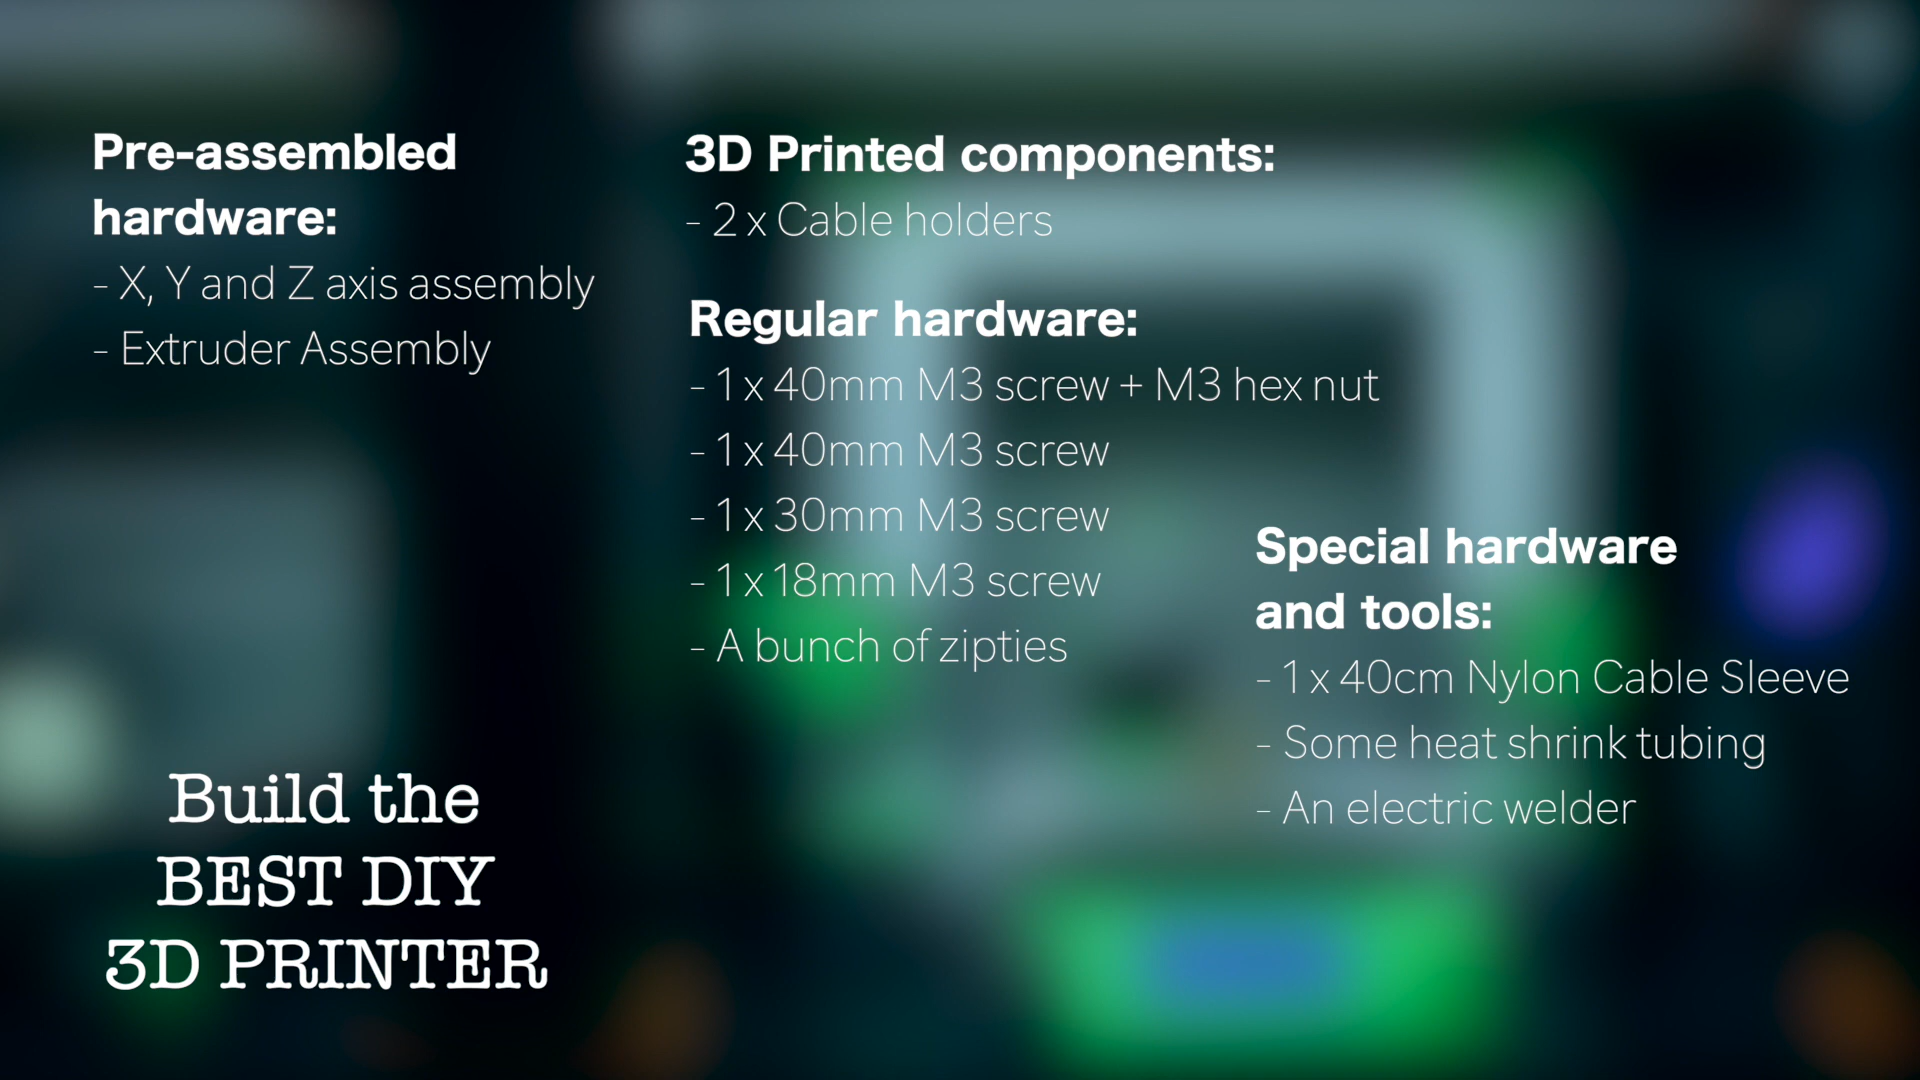 Pre-assembled
hardware:
- X, Y and Z axis assembly
- Extruder Assembly
3D Printed components:
- 2 x Cable holders
Regular hardware:
- 1 x 40mm M3 screw + M3 hex nut
- 1 x 40mm M3 screw
- 1 x 30mm M3 screw
- 1 x 18mm M3 screw
- A bunch of zipties
Special hardware
and tools:
- 1 x 40cm Nylon Cable Sleeve
- Some heat shrink tubing
- An electric welder
Build the
BEST DIY
3D PRINTER